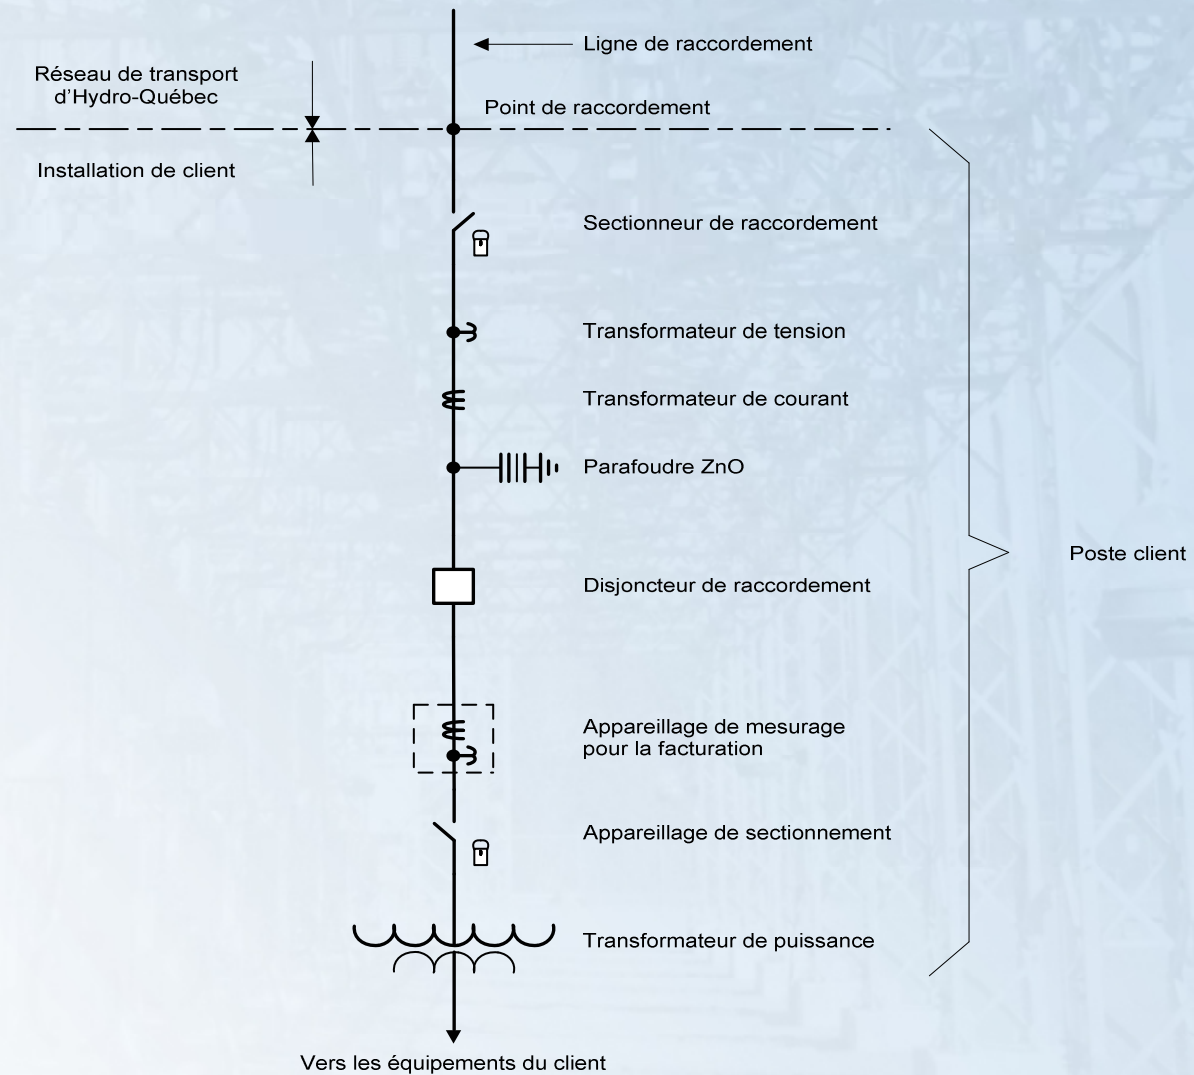 Ligne de raccordement
Réseau de transport
d'Hydro-Québec
Point de raccordement
Installation de client
Sectionneur de raccordement
Transformateur de tension
Transformateur de courant
Parafoudre ZnO
Poste client
Disjoncteur de raccordement
Appareillage de mesurage
pour la facturation
Appareillage de sectionnement
Transformateur de puissance
Vers les équipements du client